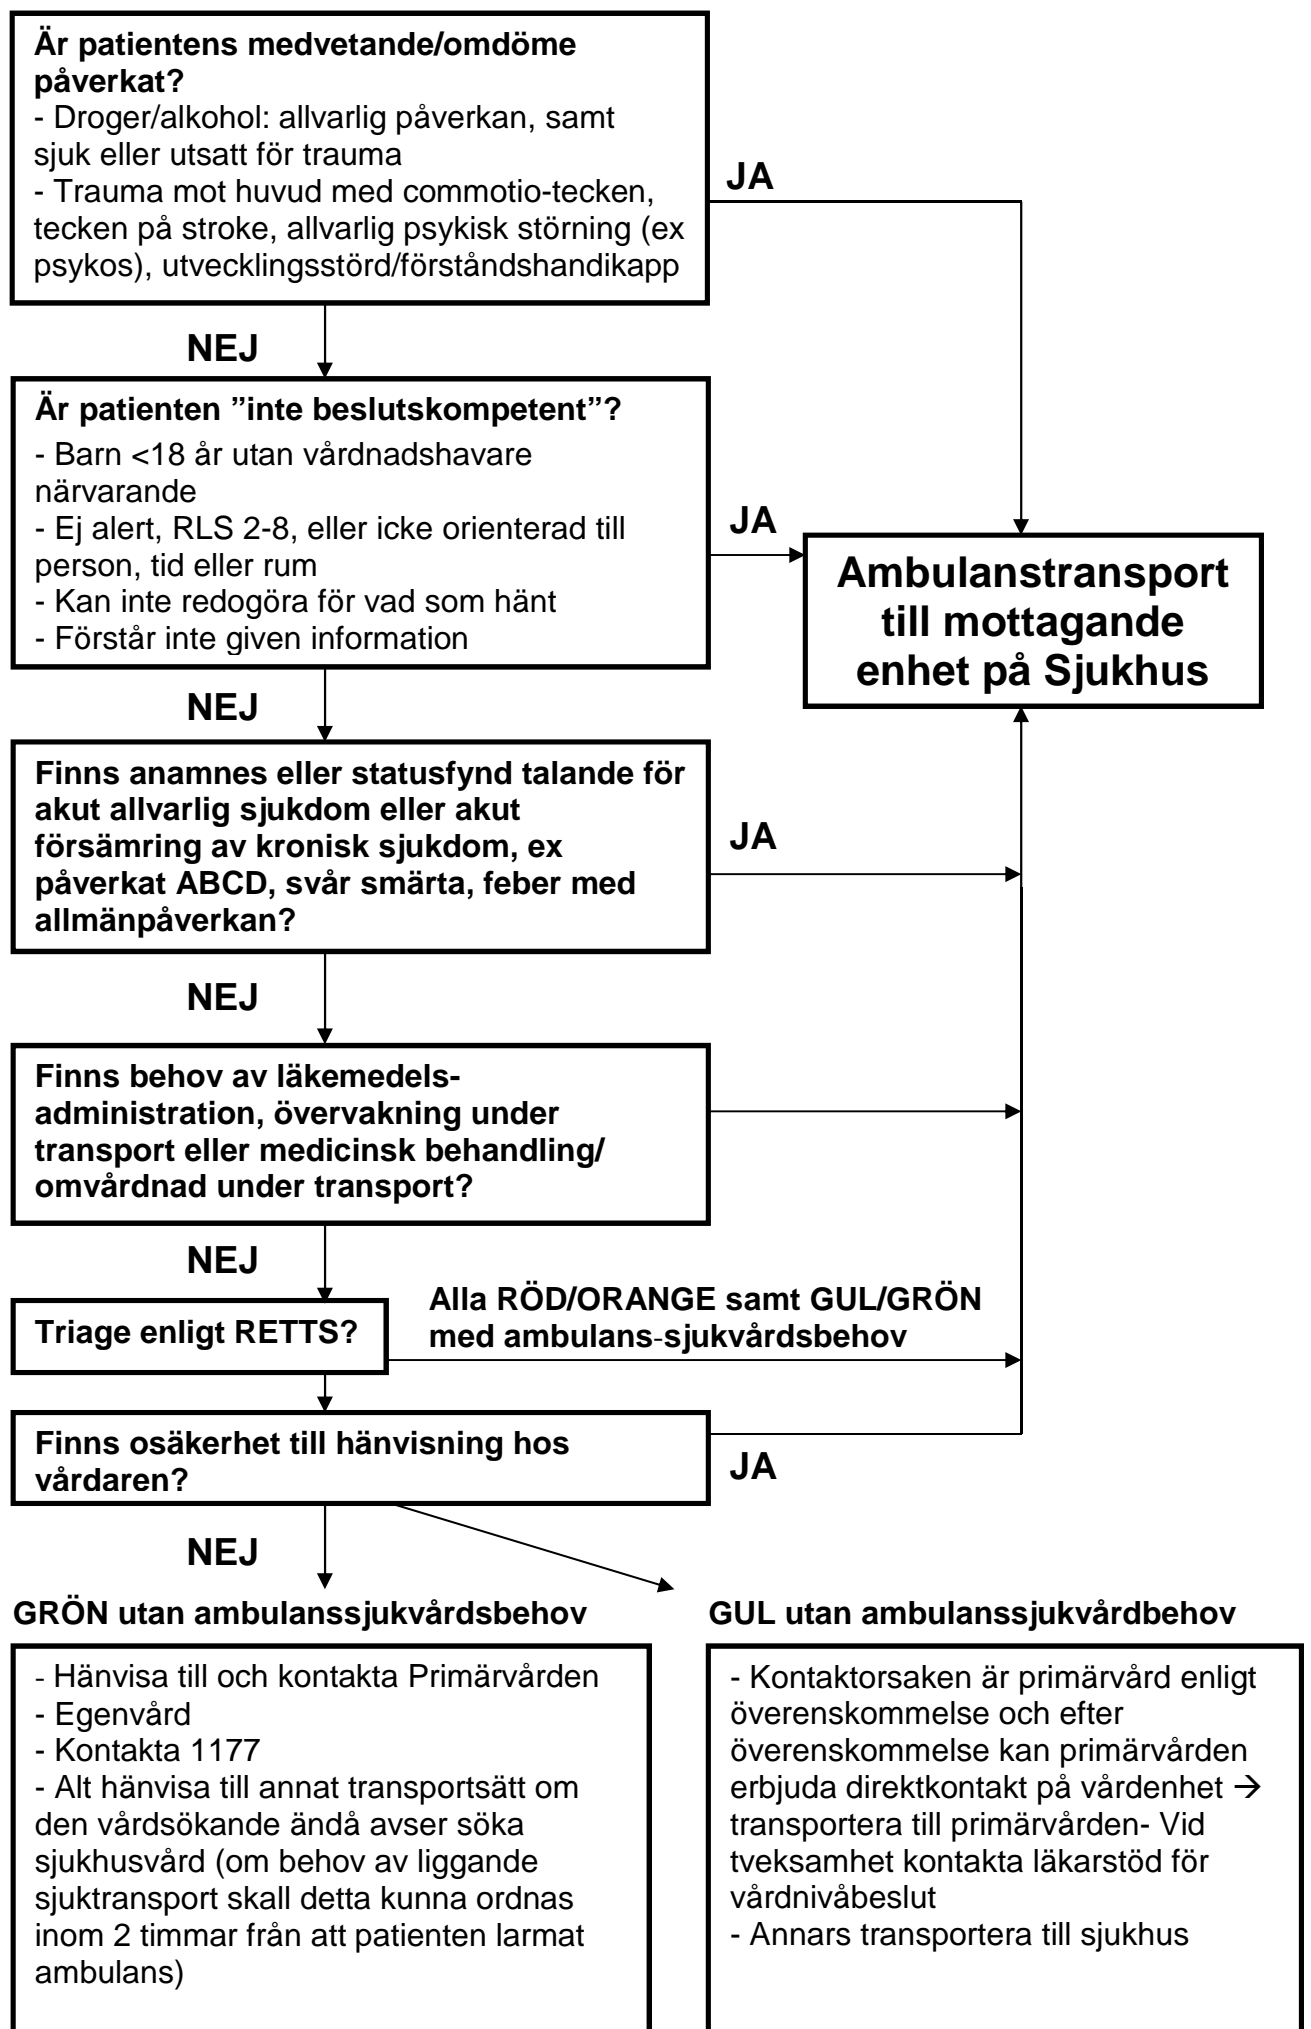 Är patientens medvetande/omdöme
påverkat?
- Droger/alkohol: allvarlig påverkan, samt
sjuk eller utsatt för trauma
- Trauma mot huvud med commotio-tecken,
tecken på stroke, allvarlig psykisk störning (ex
psykos), utvecklingsstörd/förståndshandikapp
JA
NEJ
Är patienten ”inte beslutskompetent”?
- Barn <18 år utan vårdnadshavare
närvarande
- Ej alert, RLS 2-8, eller icke orienterad till
person, tid eller rum
- Kan inte redogöra för vad som hänt
- Förstår inte given information
JA
Ambulanstransport
till mottagande
enhet på Sjukhus
NEJ
Finns anamnes eller statusfynd talande för
akut allvarlig sjukdom eller akut
försämring av kronisk sjukdom, ex
påverkat ABCD, svår smärta, feber med
allmänpåverkan?
JA
NEJ
Finns behov av läkemedels-
administration, övervakning under
transport eller medicinsk behandling/
omvårdnad under transport?
NEJ
Triage enligt RETTS?
Alla RÖD/ORANGE samt GUL/GRÖN
med ambulans-sjukvårdsbehov
Finns osäkerhet till hänvisning hos
vårdaren?
JA
NEJ
GRÖN utan ambulanssjukvårdsbehov
- Hänvisa till och kontakta Primärvården
- Egenvård
- Kontakta 1177
- Alt hänvisa till annat transportsätt om
den vårdsökande ändå avser söka
sjukhusvård (om behov av liggande
sjuktransport skall detta kunna ordnas
inom 2 timmar från att patienten larmat
ambulans)
GUL utan ambulanssjukvårdbehov
- Kontaktorsaken är primärvård enligt
överenskommelse och efter
överenskommelse kan primärvården
erbjuda direktkontakt på vårdenhet →
transportera till primärvården- Vid
tveksamhet kontakta läkarstöd för
vårdnivåbeslut
- Annars transportera till sjukhus